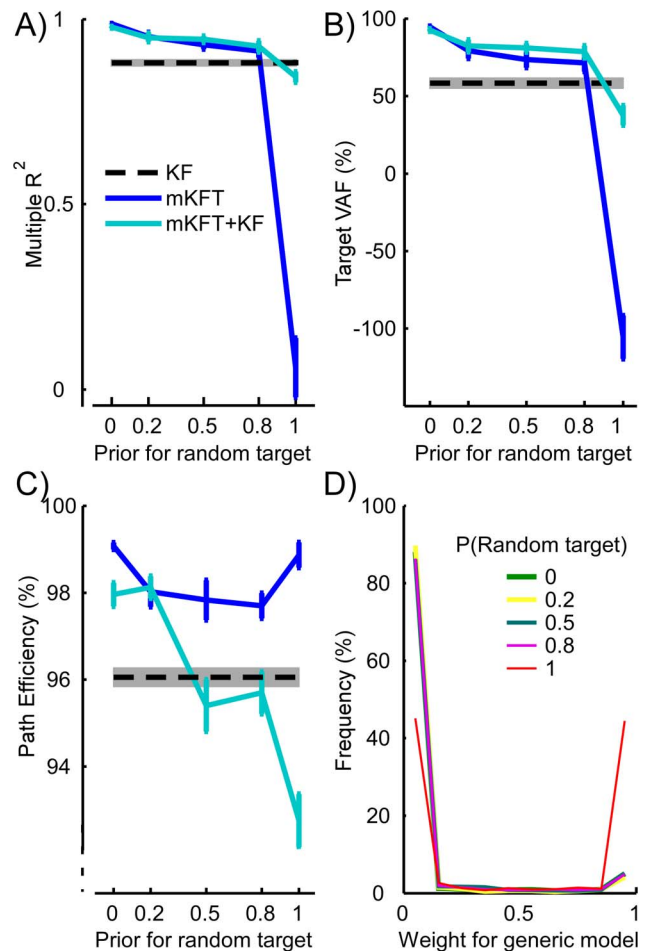 A)
1
0.5
0
Multiple R²
KF
mKFT
mKFT+KF
0 0.2 0.5 0.8 1
Prior for random target
B)
100
50
0
-50
-100
Target VAF (%)
0 0.2 0.5 0.8 1
Prior for random target
C)
100
98
96
94
Path Efficiency (%)
0 0.2 0.5 0.8 1
Prior for random target
D)
100
80
60
40
20
0
Frequency (%)
P(Random target)
0
0.2
0.5
0.8
1
0 0.5 1
Weight for generic model